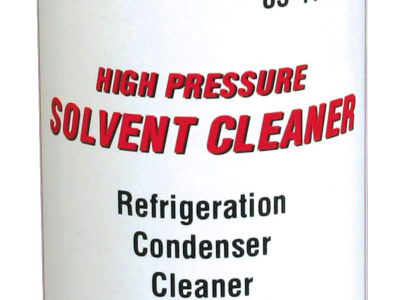 HIGH PRESSURE
SOLVENT CLEANER
Refrigeration
Condenser
Cleaner